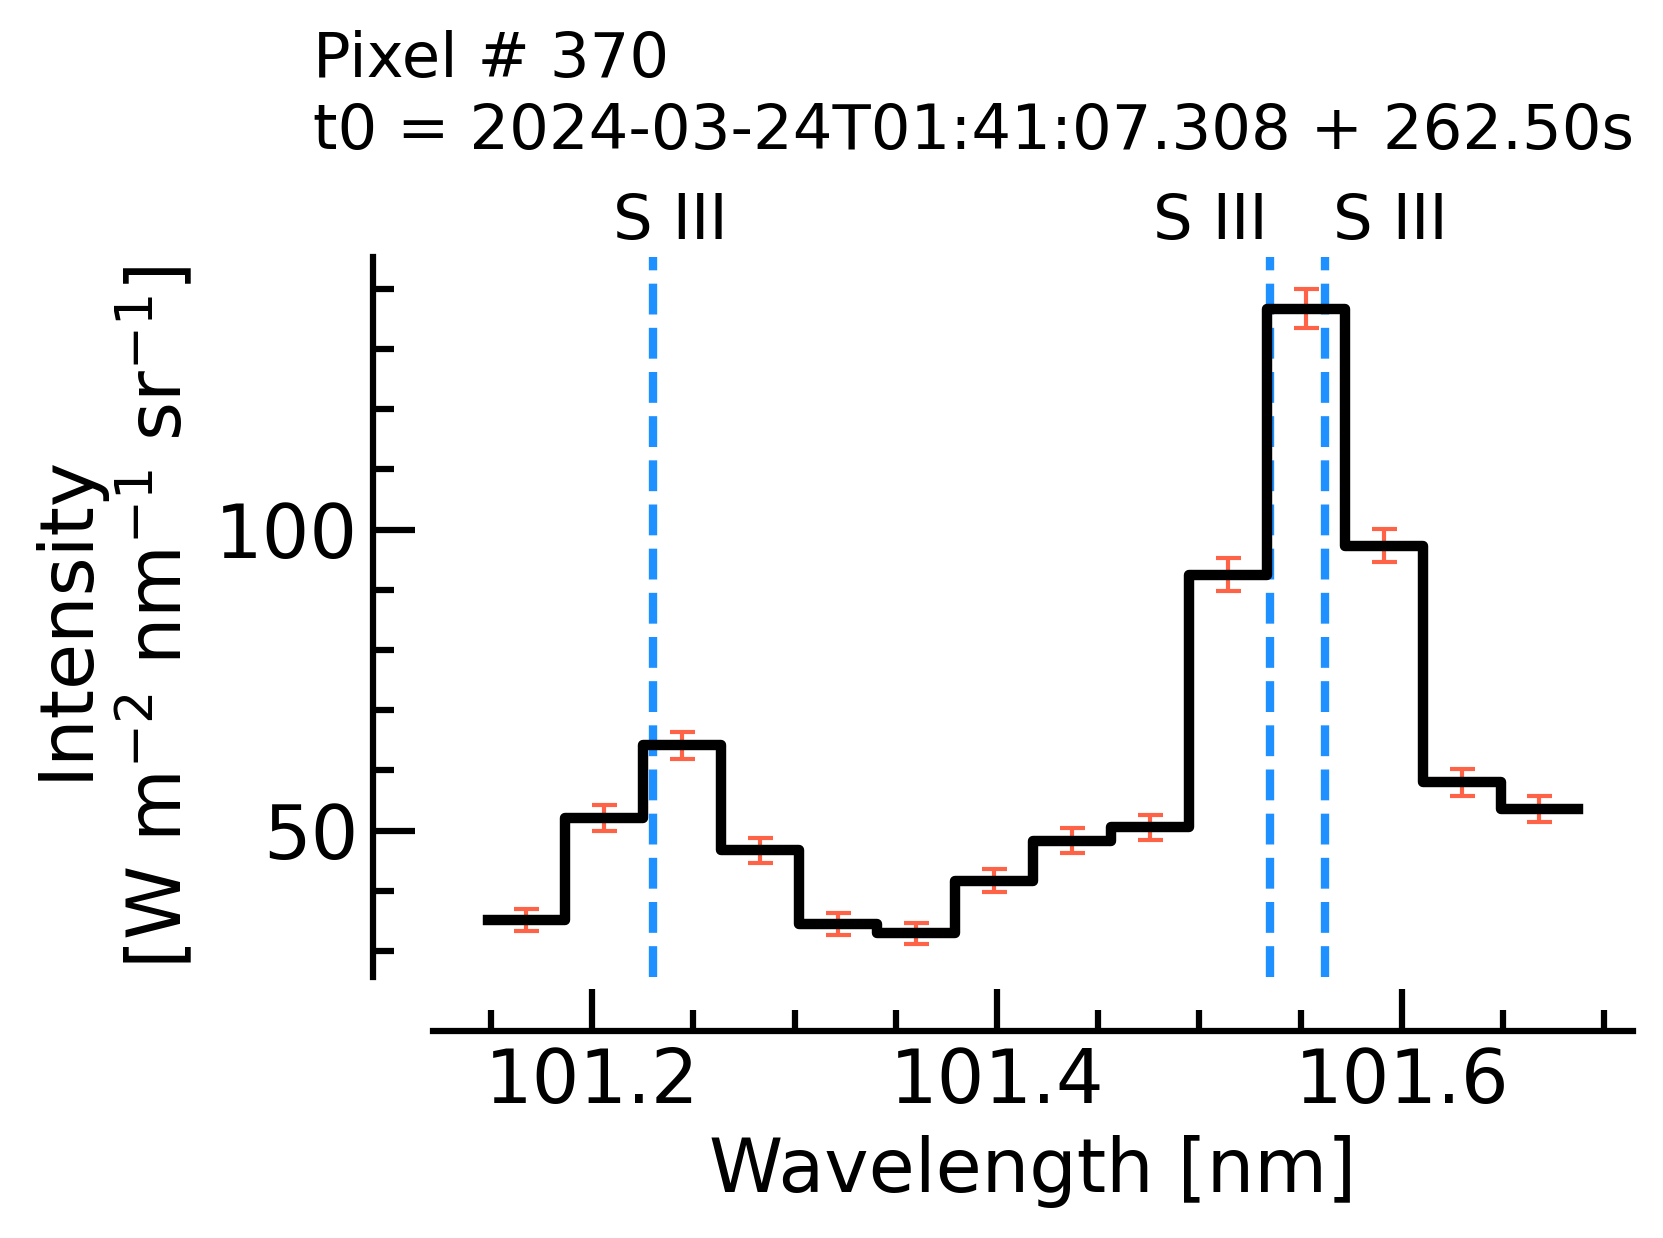 Pixel # 370
t0 = 2024-03-24T01:41:07.308 + 262.50s
S III S III S III
Intensity
[W m⁻² nm⁻¹ sr⁻¹]
100
50
101.2 101.4 101.6
Wavelength [nm]